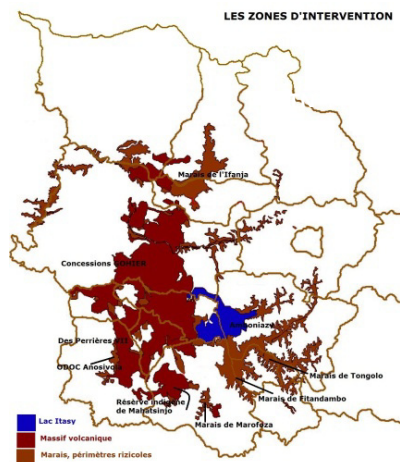 LES ZONES D'INTERVENTION
Marais de l'Ifanja
Concessions
Des Perrières
ODOC Anosivola
Réserve indigène
de Mahatsinjo
Marais de Tongolo
Marais de Fitandambo
Marais de Marofoza
Lac Itasy
Massif volcanique
Marais, périmètres rizicoles